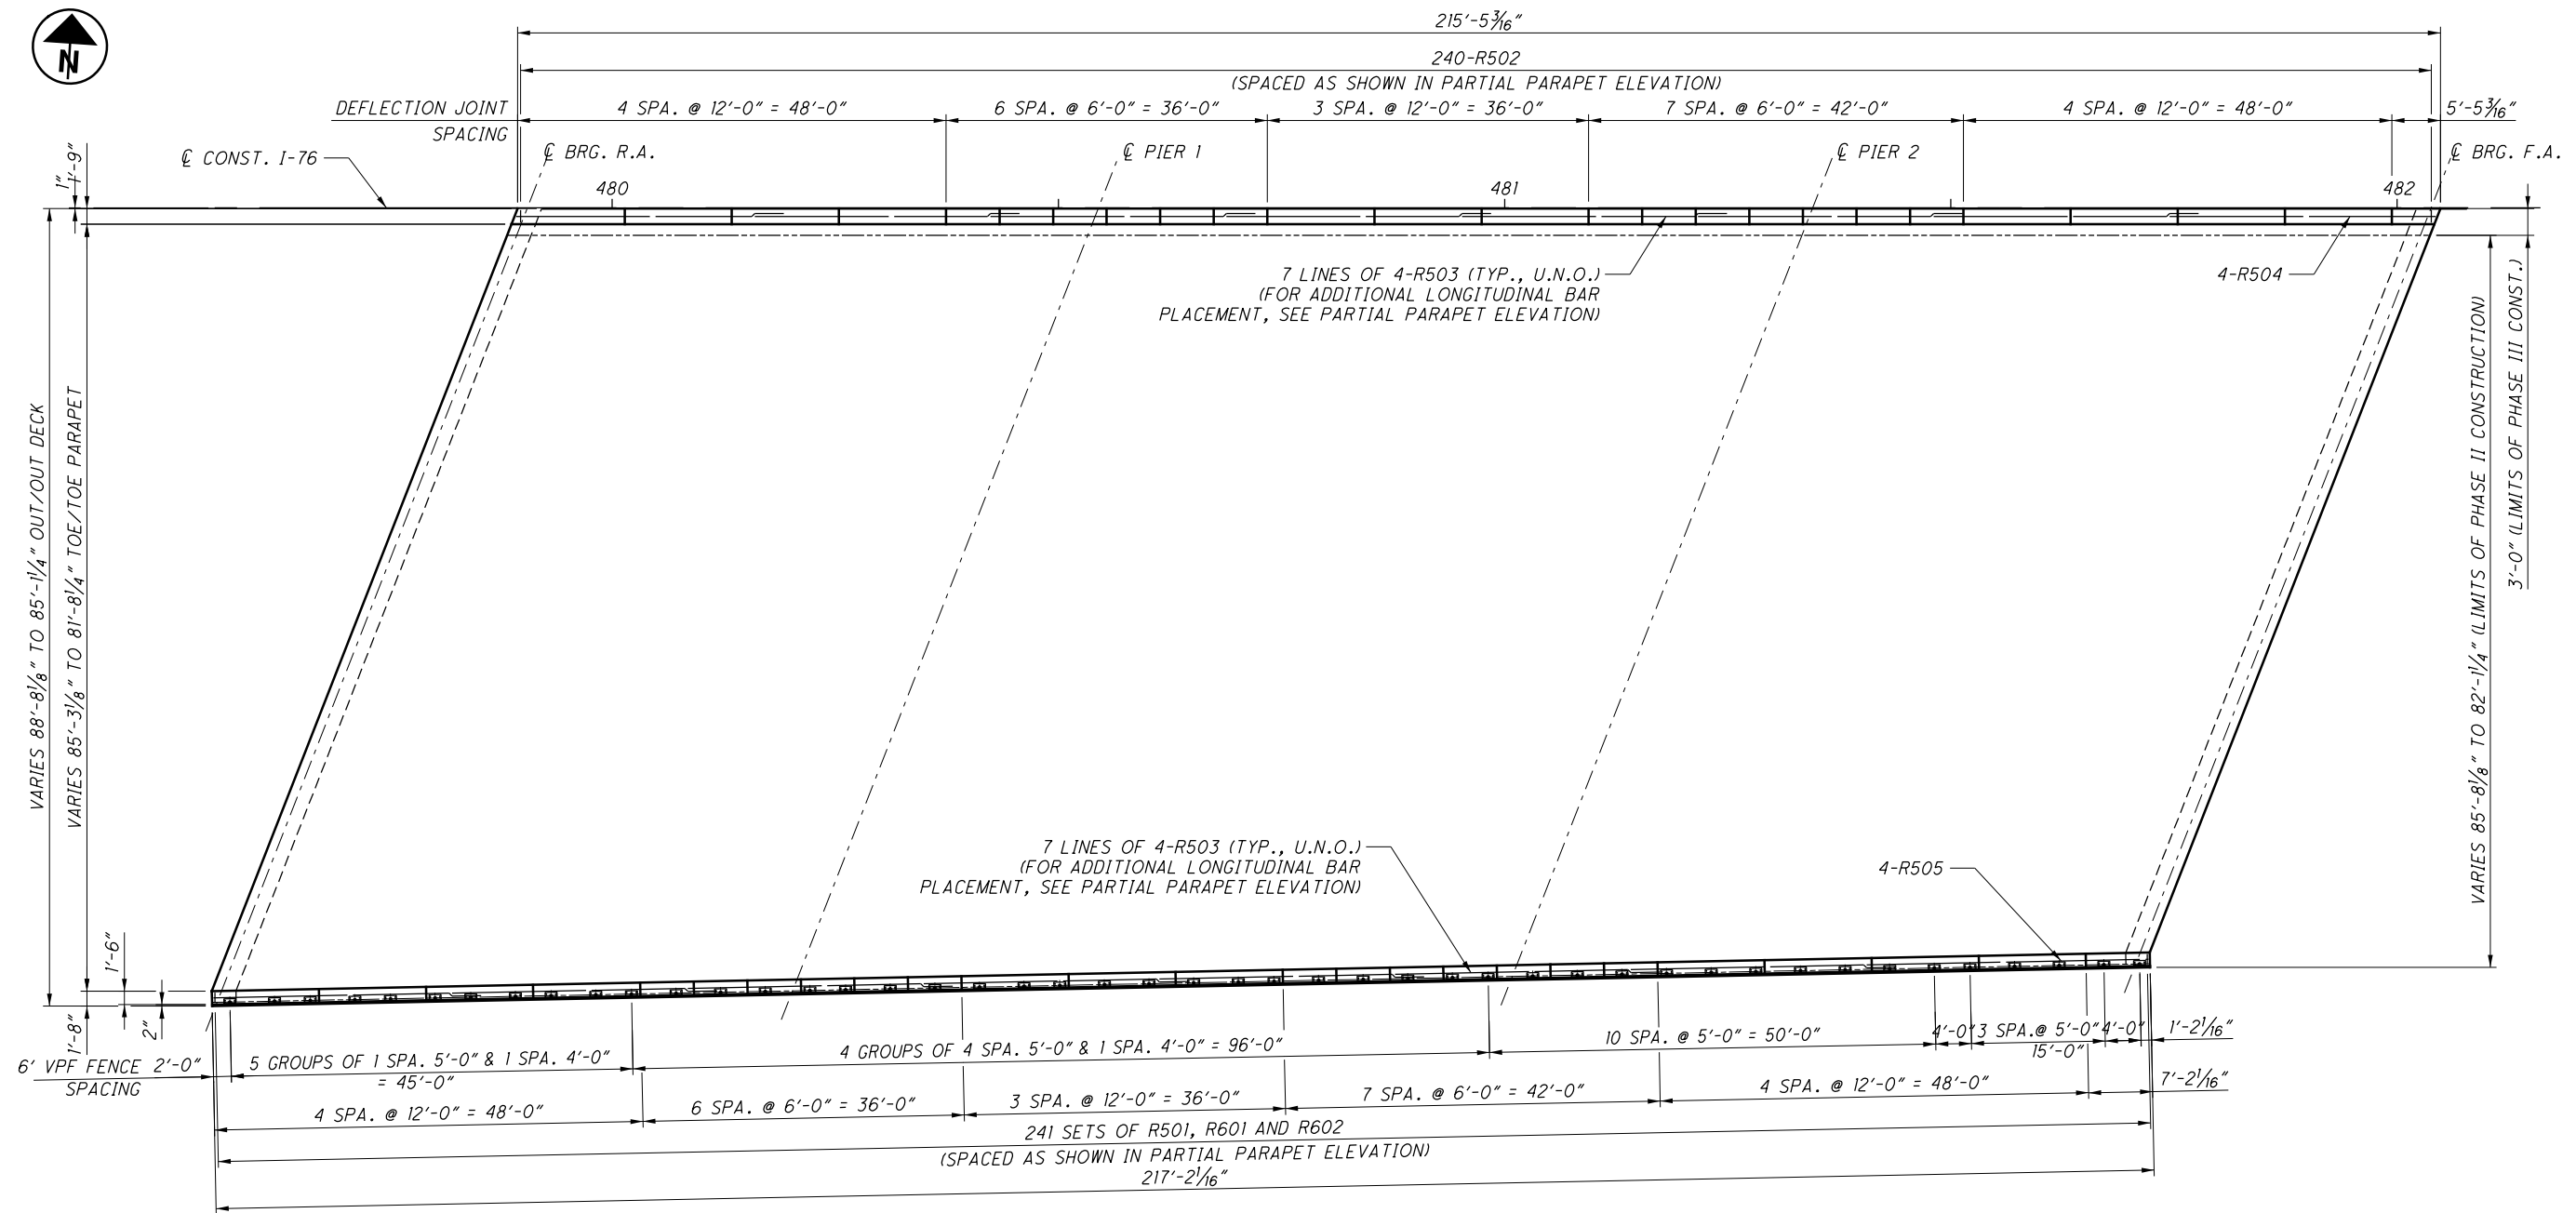 N
215'-5 3/16"
240-R502
(SPACED AS SHOWN IN PARTIAL PARAPET ELEVATION)
DEFLECTION JOINT
SPACING
4 SPA. @ 12'-0" = 48'-0"
6 SPA. @ 6'-0" = 36'-0"
3 SPA. @ 12'-0" = 36'-0"
7 SPA. @ 6'-0" = 42'-0"
4 SPA. @ 12'-0" = 48'-0"
5'-5 3/16"
℄ CONST. I-76
℄ BRG. R.A.
℄ PIER 1
℄ PIER 2
℄ BRG. F.A.
1"
1'-9"
480
481
482
7 LINES OF 4-R503 (TYP., U.N.O.)
(FOR ADDITIONAL LONGITUDINAL BAR
PLACEMENT, SEE PARTIAL PARAPET ELEVATION)
4-R504
VARIES 88'-8 1/8" TO 85'-1 1/4" OUT/OUT DECK
VARIES 85'-3 1/8" TO 81'-8 1/4" TOE/TOE PARAPET
VARIES 85'-8 1/8" TO 82'-1 1/4" (LIMITS OF PHASE II CONSTRUCTION)
3'-0" (LIMITS OF PHASE III CONST.)
7 LINES OF 4-R503 (TYP., U.N.O.)
(FOR ADDITIONAL LONGITUDINAL BAR
PLACEMENT, SEE PARTIAL PARAPET ELEVATION)
4-R505
1'-6"
1'-8"
2"
6' VPF FENCE
SPACING
2'-0"
5 GROUPS OF 1 SPA. 5'-0" & 1 SPA. 4'-0"
= 45'-0"
4 GROUPS OF 4 SPA. 5'-0" & 1 SPA. 4'-0" = 96'-0"
10 SPA. @ 5'-0" = 50'-0"
4'-0"
3 SPA.@ 5'-0"
15'-0"
4'-0"
1'-2 1/16"
4 SPA. @ 12'-0" = 48'-0"
6 SPA. @ 6'-0" = 36'-0"
3 SPA. @ 12'-0" = 36'-0"
7 SPA. @ 6'-0" = 42'-0"
4 SPA. @ 12'-0" = 48'-0"
7'-2 1/16"
241 SETS OF R501, R601 AND R602
(SPACED AS SHOWN IN PARTIAL PARAPET ELEVATION)
217'-2 1/16"